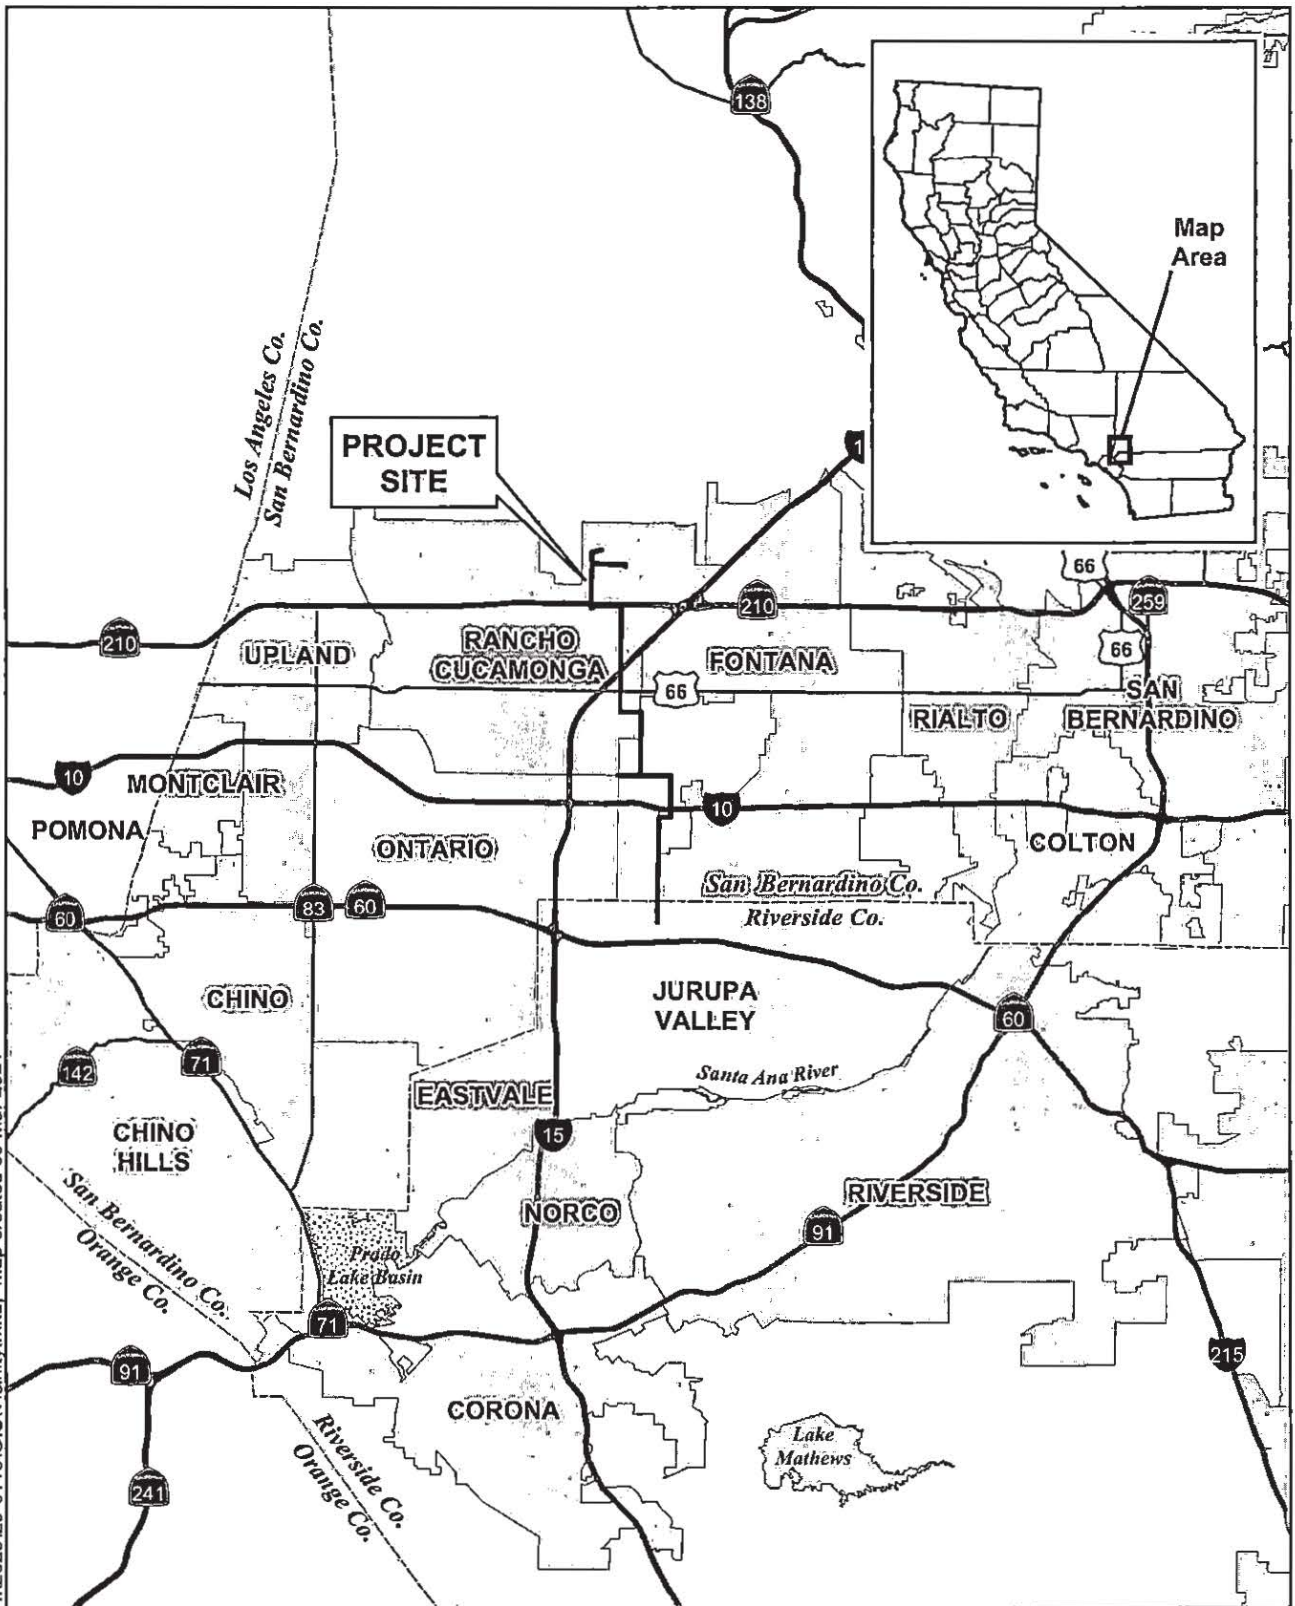 138
Map
Area
Los Angeles Co.
San Bernardino Co.
PROJECT
SITE
1
66
210
259
210
UPLAND
RANCHO
CUCAMONGA
FONTANA
66
66
SAN
BERNARDINO
RIALTO
10
MONTCLAIR
10
POMONA
ONTARIO
COLTON
San Bernardino Co.
Riverside Co.
60
83
60
CHINO
JURUPA
VALLEY
60
142
71
Santa Ana River
EASTVALE
15
CHINO
HILLS
RIVERSIDE
NORCO
91
San Bernardino Co.
Orange Co.
Prado
Lake Basin
71
91
215
CORONA
Riverside Co.
Orange Co.
Lake
Mathews
241